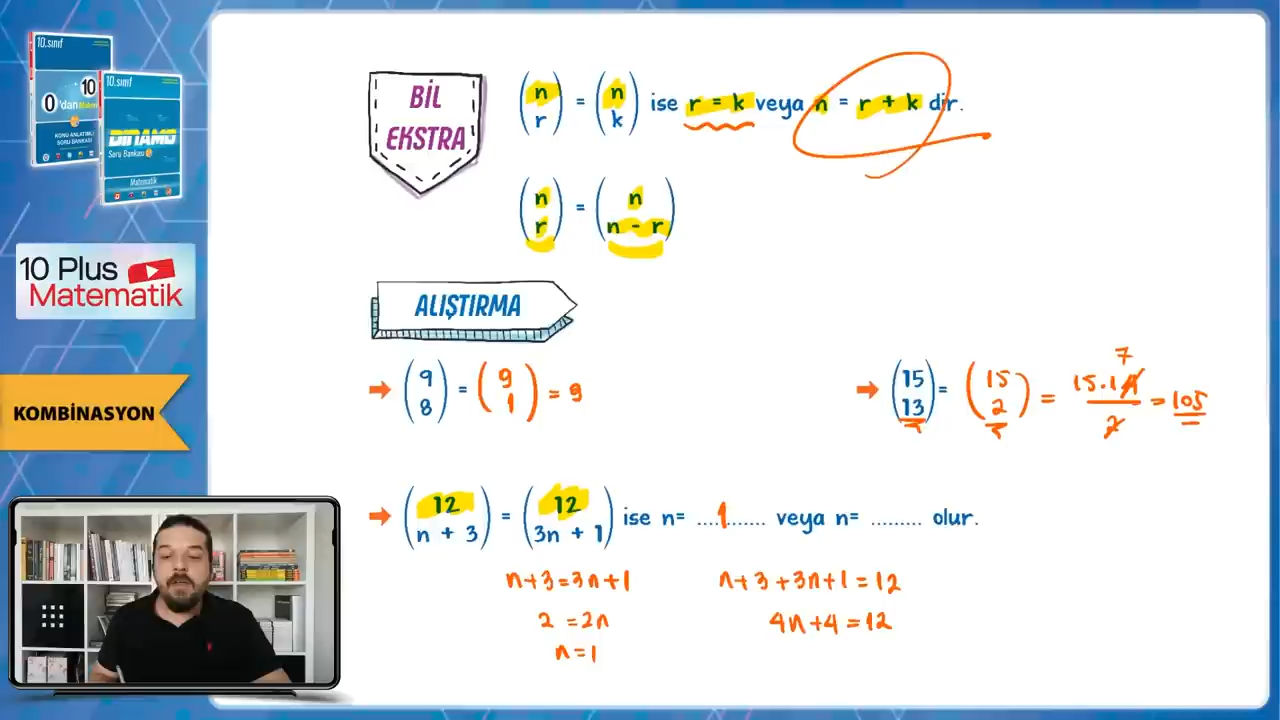 10.sınıf
0'dan 10
KONU ANLATIMLI
SORU BANKASI
10.sınıf
DİNAMO
Soru Bankası
Matematik
10 Plus
Matematik
KOMBİNASYON
BİL
EKSTRA
(n r) = (n k) ise r = k veya n = r + k dir.
(n r) = (n n - r)
ALIŞTIRMA
(9 8) = (9 1) = 9
(15 13) = (15 2) = 15.14 7 / 2 = 105
(12 n + 3) = (12 3n + 1) ise n= ....1...... veya n= ......... olur.
n+3=3n+1
2 =2n
n=1
n+3+3n+1=12
4n+4=12